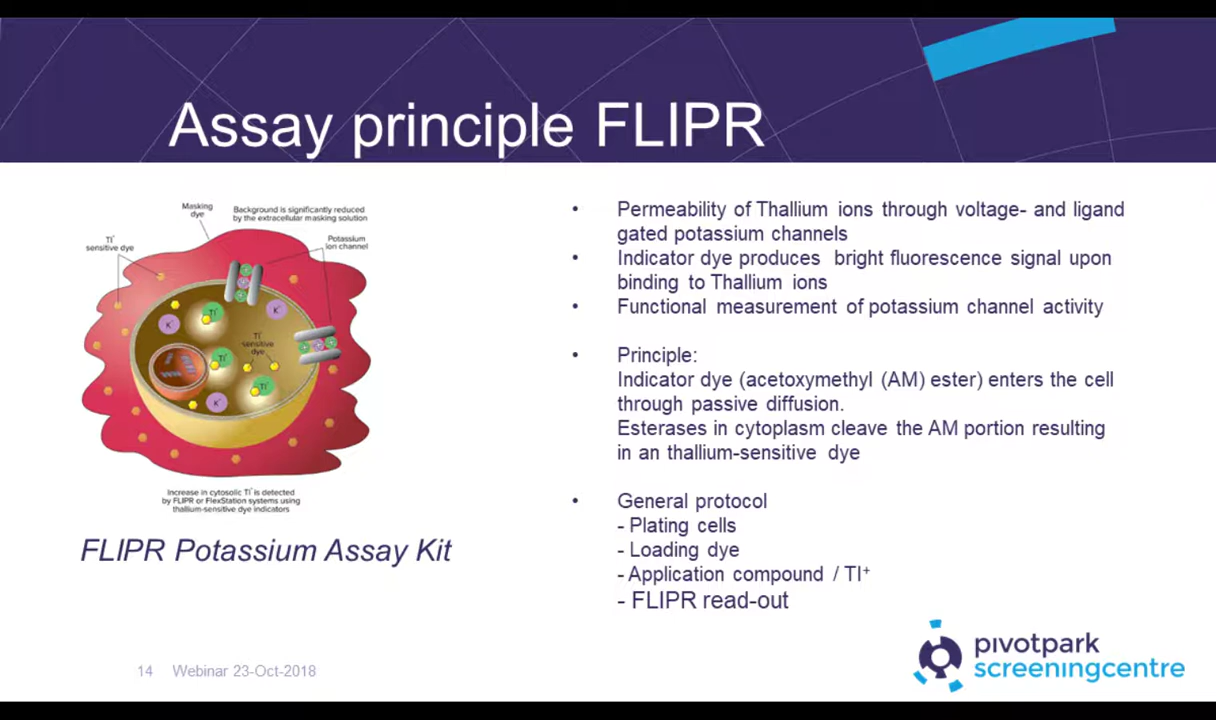 Assay principle FLIPR
Masking
dye
Background is significantly reduced
by the extracellular masking solution
Tl+
sensitive dye
Potassium
ion channel
K+
Tl+
K+
Tl+
sensitive
dye
Tl+
Tl+
K+
Increase in cytosolic Tl+ is detected
by FLIPR or FlexStation systems using
thallium-sensitive dye indicators
FLIPR Potassium Assay Kit
• Permeability of Thallium ions through voltage- and ligand
gated potassium channels
• Indicator dye produces bright fluorescence signal upon
binding to Thallium ions
• Functional measurement of potassium channel activity
• Principle:
Indicator dye (acetoxymethyl (AM) ester) enters the cell
through passive diffusion.
Esterases in cytoplasm cleave the AM portion resulting
in an thallium-sensitive dye
• General protocol
- Plating cells
- Loading dye
- Application compound / TI+
- FLIPR read-out
14 Webinar 23-Oct-2018
pivotpark
screeningcentre